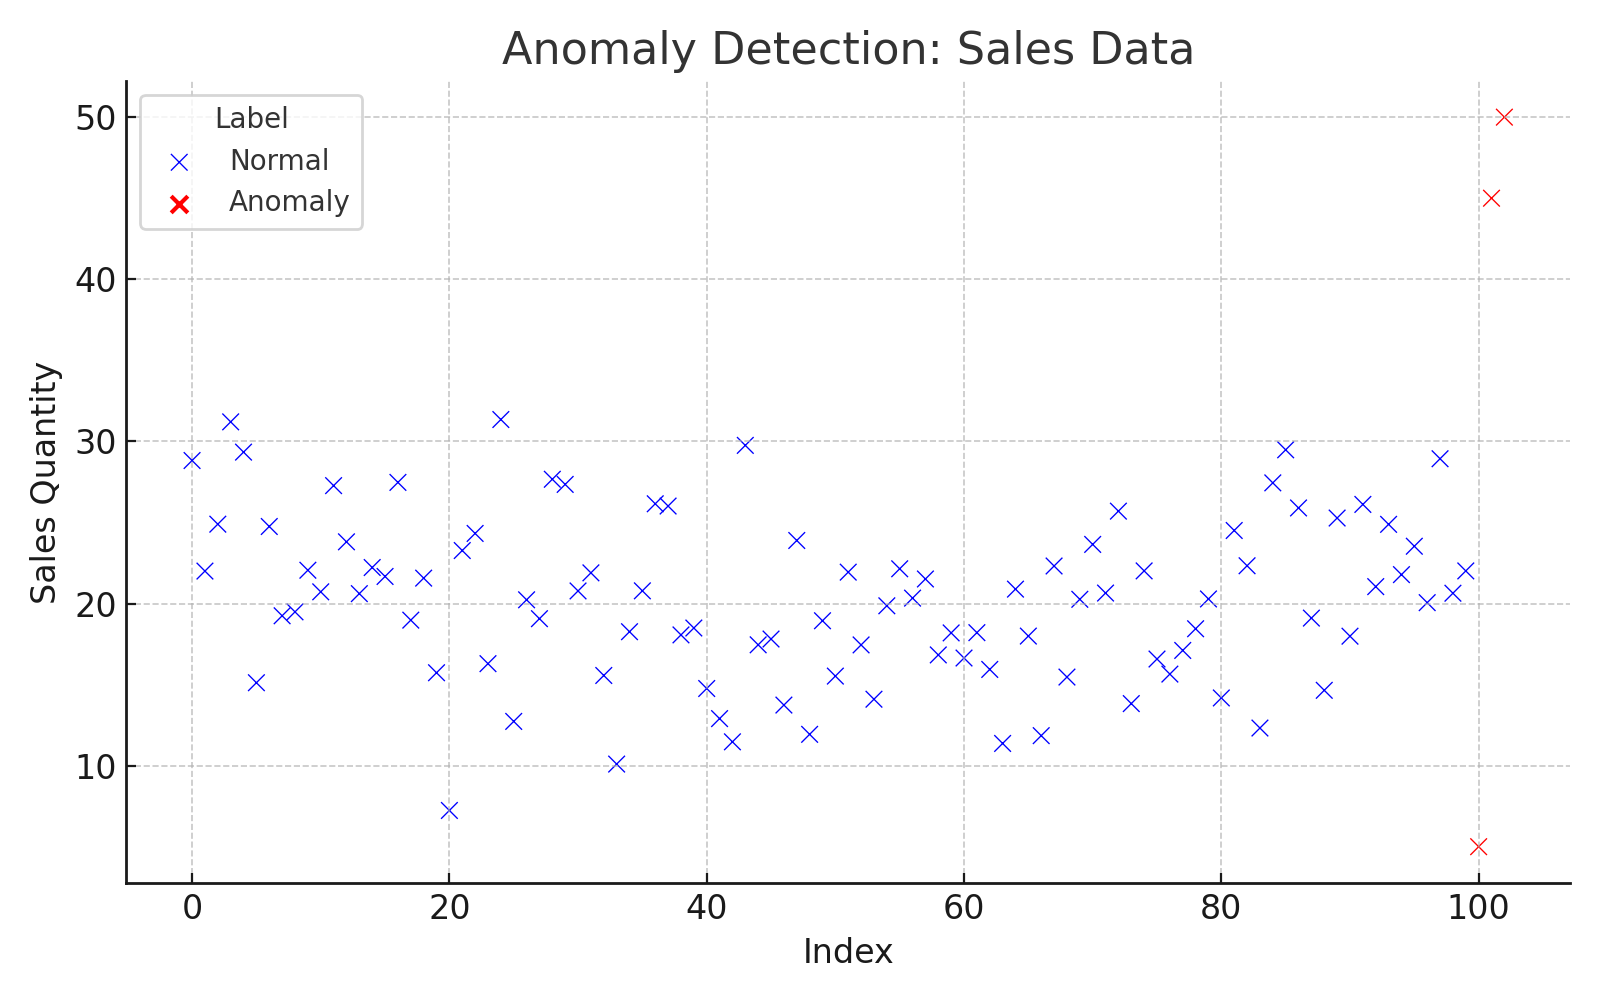 Anomaly Detection: Sales Data
Label
Normal
Anomaly
50
40
30
20
10
Sales Quantity
0 20 40 60 80 100
Index